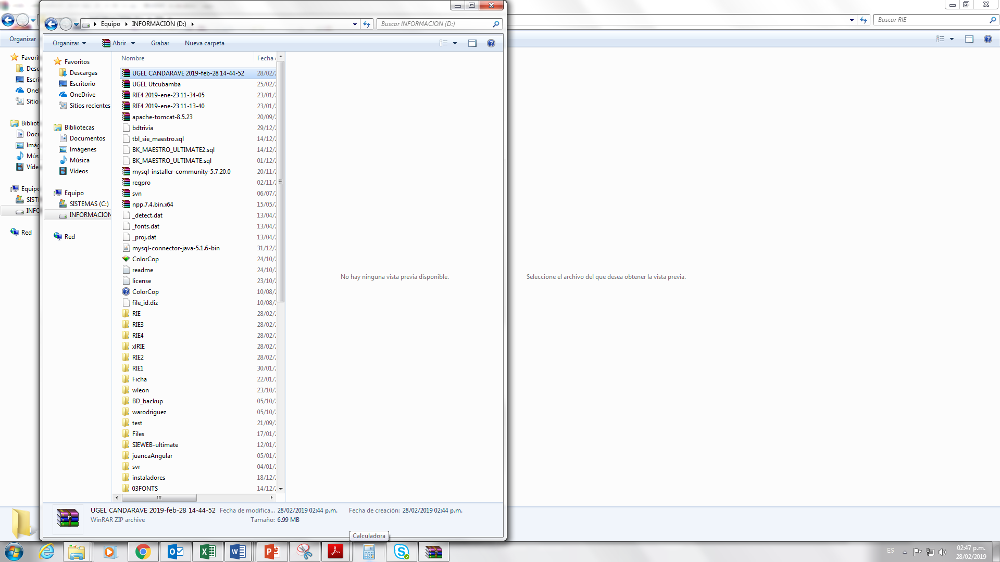 Equipo
INFORMACION (D:)
Buscar INFORMACION (D:)
Buscar RIE
Organizar
Organizar
Abrir
Grabar
Nueva carpeta
Favoritos
Descargas
Escritorio
OneDrive
Sitios recientes
Bibliotecas
Documentos
Imágenes
Música
Vídeos
Equipo
SISTEMAS (C:)
INFORMACION
Red
Favori
Desc
Escri
Onel
Sitio
Bibliot
Docu
Imág
Mús
Víde
Equipo
SIST
INFO
Red
Nombre
Fecha
UGEL CANDARAVE 2019-feb-28 14-44-52 28/02/
UGEL Utcubamba 25/02/
RIE4 2019-ene-23 11-34-05 23/01/
RIE4 2019-ene-23 11-13-40 23/01/
apache-tomcat-8.5.23 20/09/
bdtrivia 29/12/
tbl_sie_maestro.sql 14/12/
BK_MAESTRO_ULTIMATE2.sql 14/12/
BK_MAESTRO_ULTIMATE.sql 01/12/
mysql-installer-community-5.7.20.0 20/11/
regpro 02/11/
svn 06/07/
npp.7.4.bin.x64 15/05/
_detect.dat 13/04/
_fonts.dat 13/04/
_proj.dat 13/04/
mysql-connector-java-5.1.6-bin 31/12/
ColorCop 24/10/
readme 24/10/
license 23/10/
ColorCop 10/08/
file_id.diz 10/08/
RIE 28/02/
RIE3 28/02/
RIE4 28/02/
xlRIE 28/02/
RIE2 28/02/
RIE1 30/01/
Ficha 22/01/
wleon 23/10/
BD_backup 05/10/
warodriguez 05/10/
test 21/09/
Files 17/01/
SIEWEB-ultimate 12/01/
juancaAngular 05/01/
svr 04/01/
instaladores 18/12/
03FONTS 14/12/
No hay ninguna vista previa disponible.
Seleccione el archivo del que desea obtener la vista previa.
UGEL CANDARAVE 2019-feb-28 14-44-52 Fecha de modifica... 28/02/2019 02:44 p.m. Fecha de creación: 28/02/2019 02:44 p.m.
WinRAR ZIP archive Tamaño: 6.99 MB
Calculadora
ES
02:47 p.m.
28/02/2019